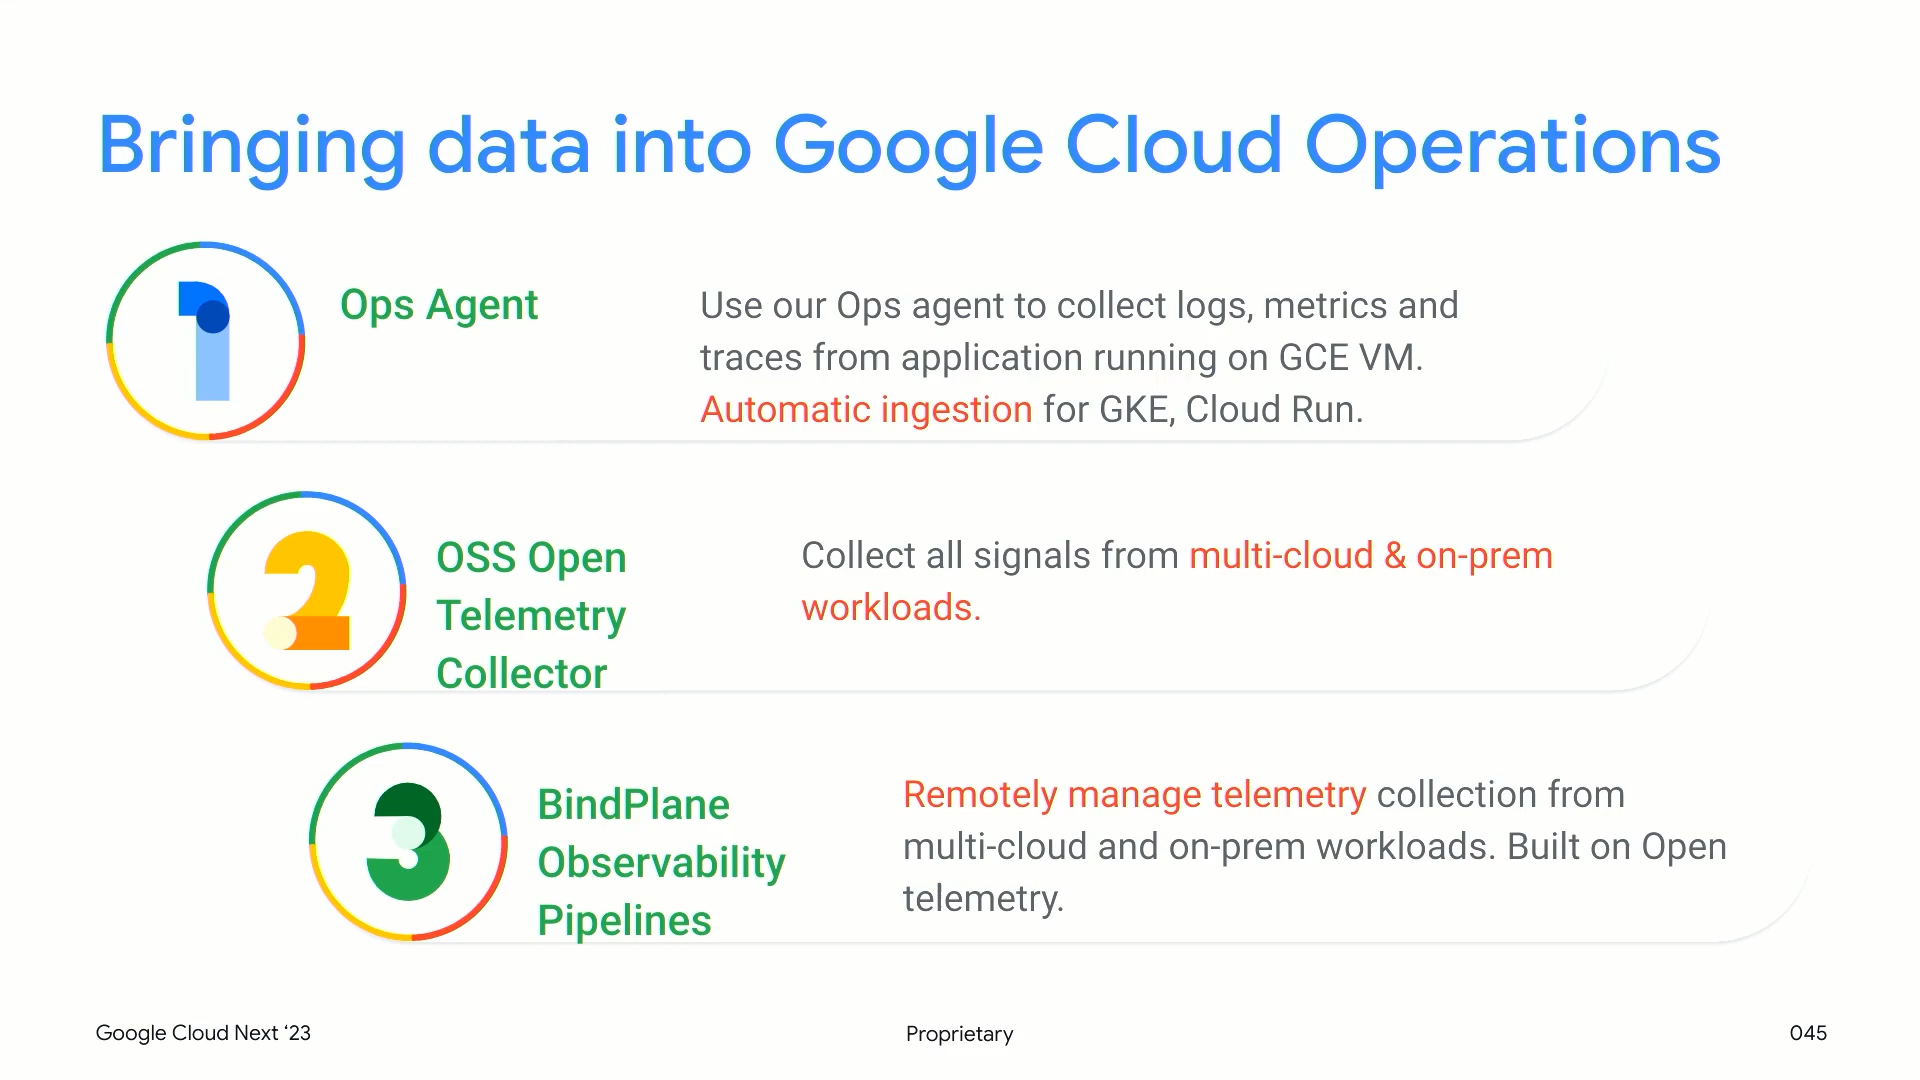 Bringing data into Google Cloud Operations
1
Ops Agent
Use our Ops agent to collect logs, metrics and
traces from application running on GCE VM.
Automatic ingestion for GKE, Cloud Run.
2
OSS Open
Telemetry
Collector
Collect all signals from multi-cloud & on-prem
workloads.
3
BindPlane
Observability
Pipelines
Remotely manage telemetry collection from
multi-cloud and on-prem workloads. Built on Open
telemetry.
Google Cloud Next ‘23
Proprietary
045